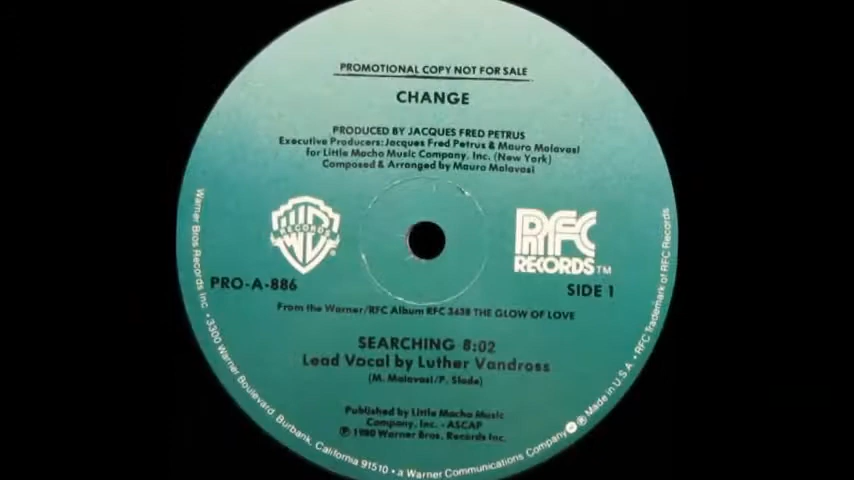 PROMOTIONAL COPY NOT FOR SALE
CHANGE
PRODUCED BY JACQUES FRED PETRUS
Executive Producers: Jacques Fred Petrus & Mauro Malavasi
for Little Macho Music Company, Inc. (New York)
Composed & Arranged by Mauro Malavasi
WB
RECORDS
®
RFC
RECORDS™
PRO-A-886
SIDE 1
From the Warner/RFC Album RFC 3438 THE GLOW OF LOVE
SEARCHING 8:02
Lead Vocal by Luther Vandross
(M. Malavasi/P. Slade)
Published by Little Macho Music
Company, Inc. - ASCAP
℗ 1980 Warner Bros. Records Inc.
Warner Bros Records Inc. • 3300 Warner Boulevard, Burbank, California 91510 • a Warner Communications Company ℗ Made in U.S.A. • RFC Trademark of RFC Records